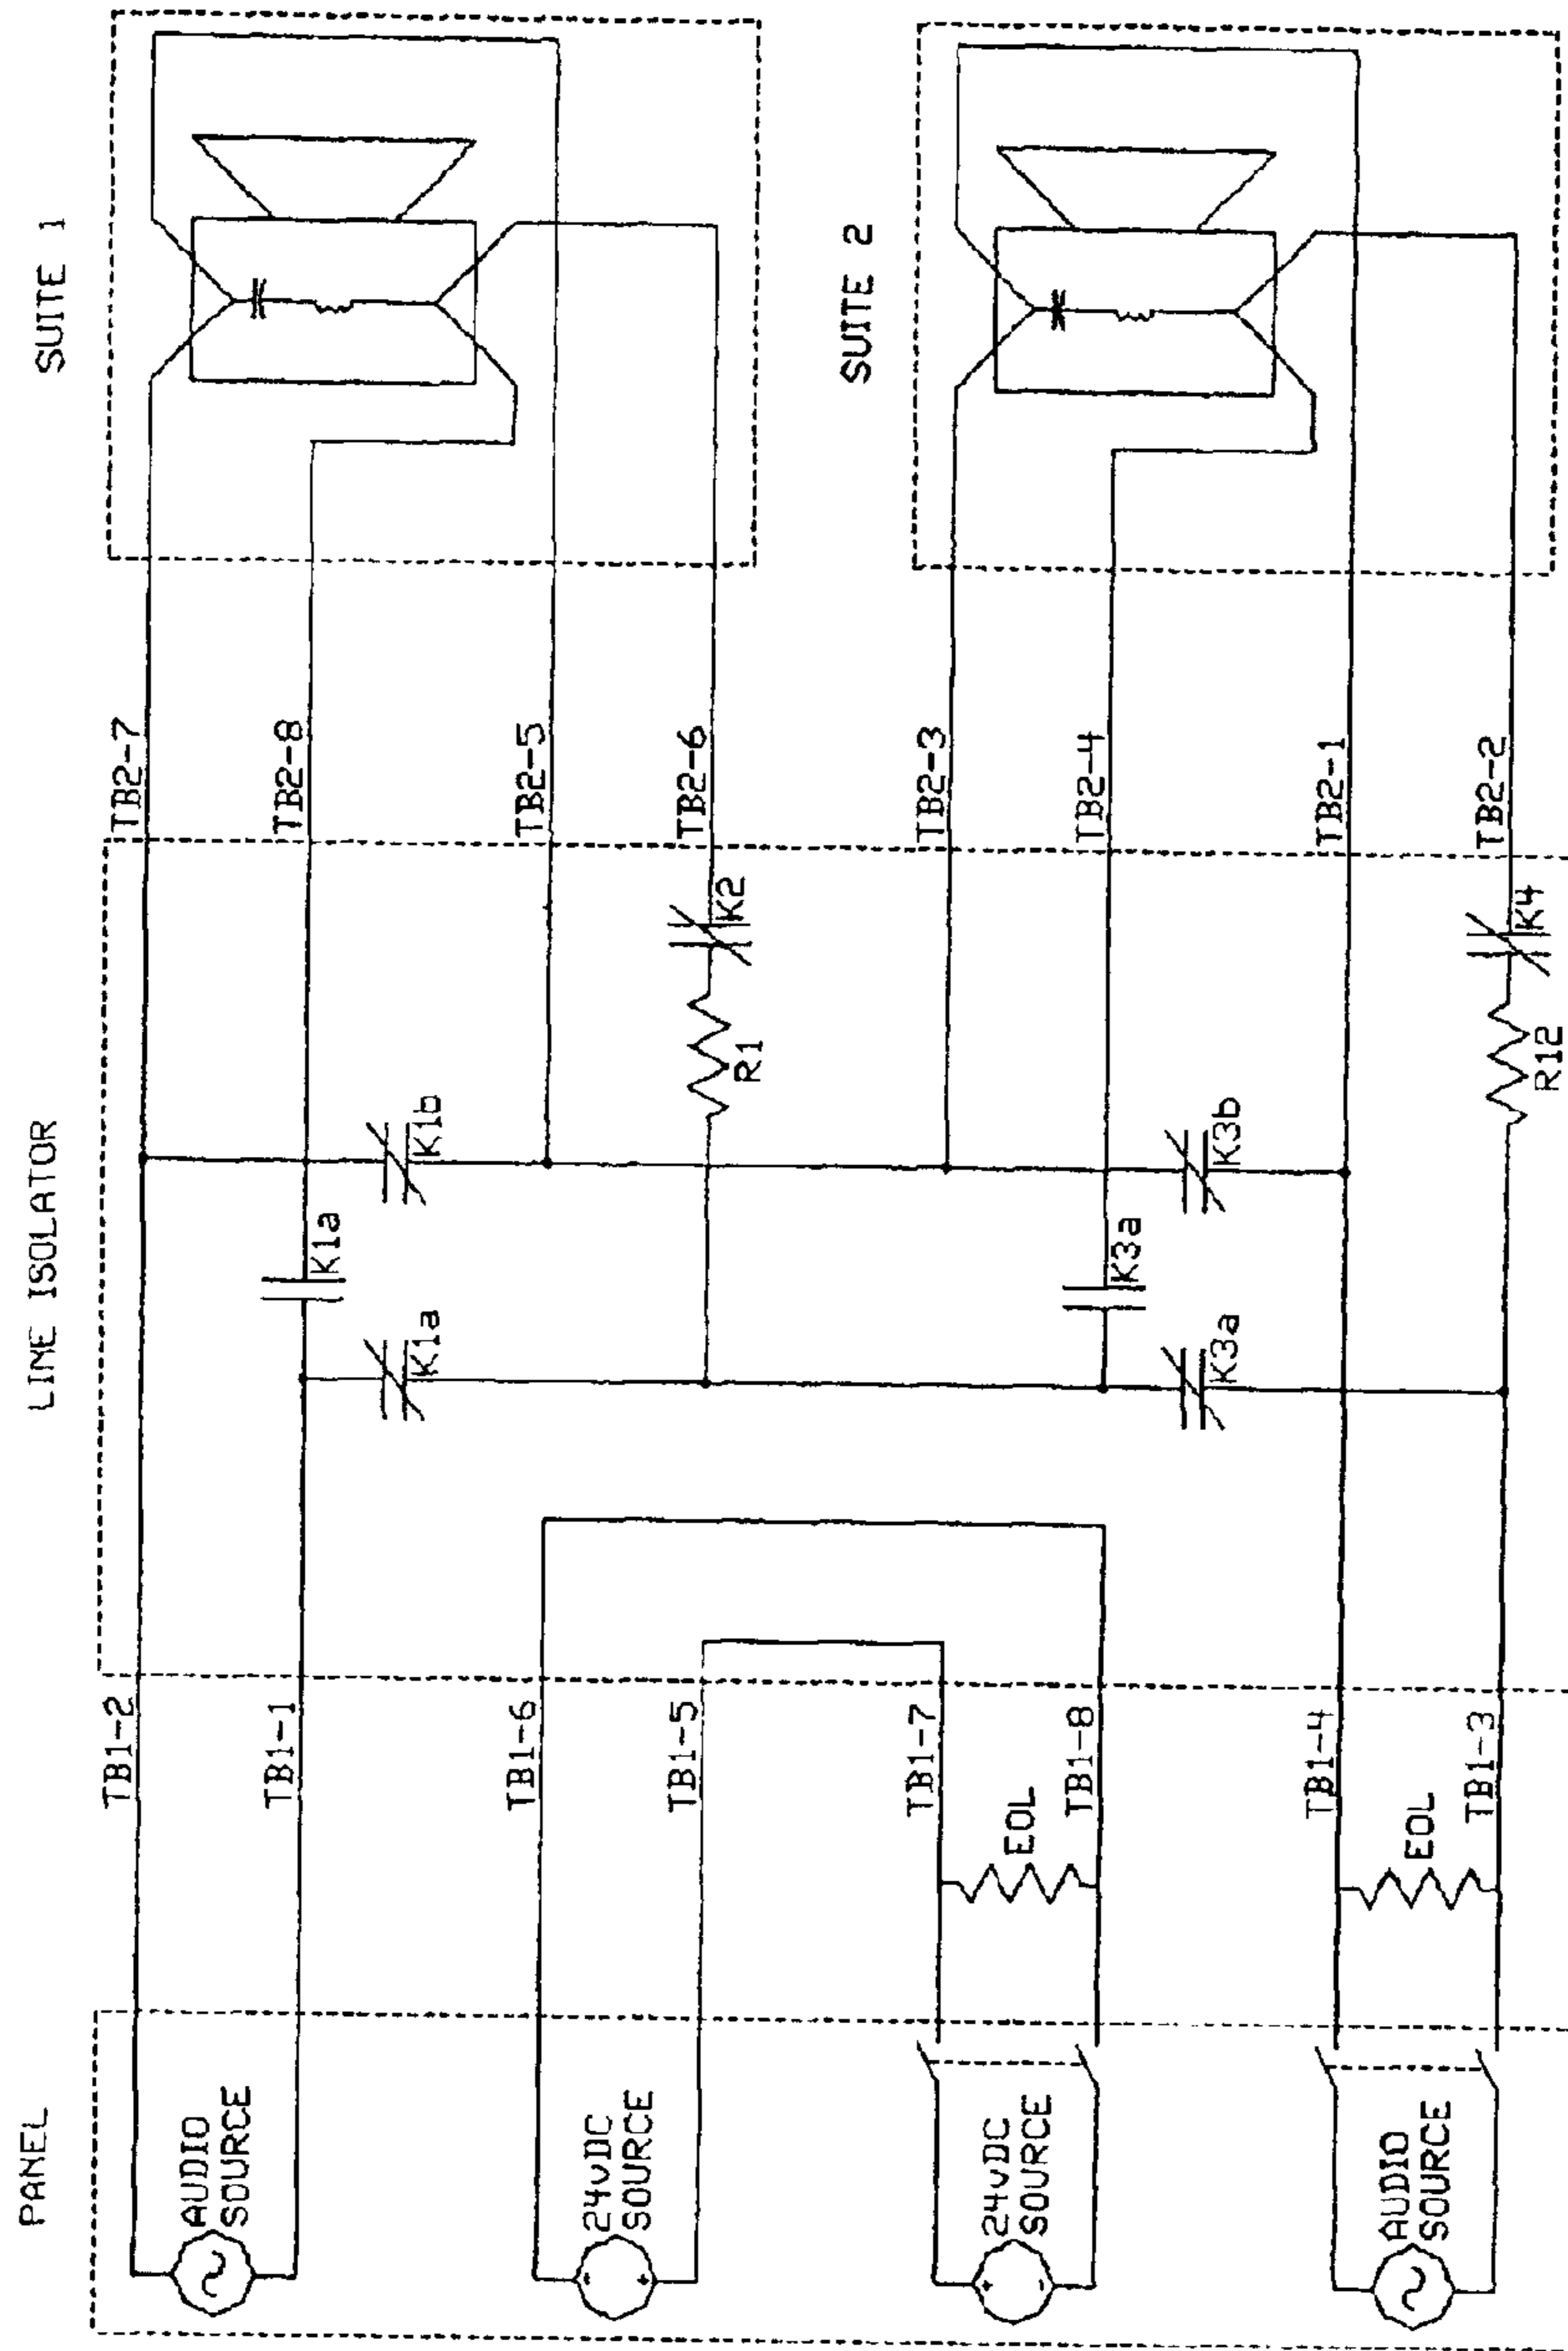 SUITE 1
SUITE 2
TB2-7
TB2-8
TB2-5
TB2-6
TB2-3
TB2-4
TB2-1
TB2-2
K2
K4
R1
R12
LINE ISOLATOR
K1b
K3b
K1a
K3a
K1a
K3a
TB1-2
TB1-1
TB1-6
TB1-5
TB1-7
TB1-8
TB1-4
TB1-3
EOL
EOL
PANEL
AUDIO
SOURCE
24vDC
SOURCE
24vDC
SOURCE
AUDIO
SOURCE